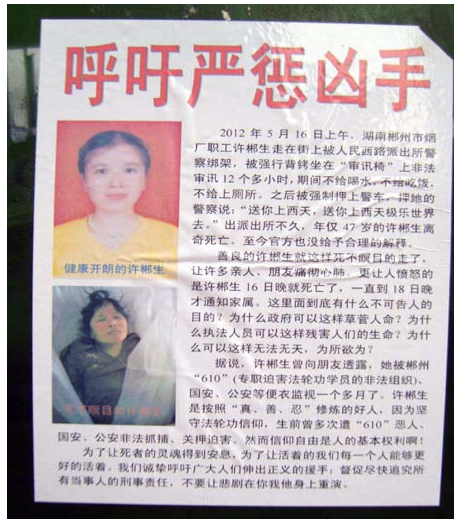 呼吁严惩凶手
2012 年 5 月 16 日上午，湖南郴州市烟
厂职工许郴生走在街上被人民西路派出所警
察绑架，被强行背铐坐在“审讯椅”上非法
审讯 12 个多小时，期间不给喝水，不给吃饭，
不给上厕所。之后被强制押上警车，押她的
警察说：“送你上西天，送你上西天极乐世界
去。”出派出所不久，年仅 47 岁的许郴生离
奇死亡。至今官方也没给予合理的解释。
善良的许郴生就这样死不瞑目的走了，
让许多亲人、朋友痛彻心肺。更让人愤怒的
是许郴生 16 日晚就死亡了，一直到 18 日晚
才通知家属。这里面到底有什么不可告人的
目的？为什么政府可以这样草菅人命？为什
么执法人员可以这样残害人们的生命？为什
么可以这样无法无天，为所欲为？
据说，许郴生曾向朋友透露，她被郴州
“610”(专职迫害法轮功学员的非法组织)、
国安、公安等便衣监视一个多月了。许郴生
是按照“真、善、忍”修炼的好人，因为坚
守法轮功信仰，生前曾多次遭“610”恶人、
国安、公安非法抓捕、关押迫害。然而信仰自由是人的基本权利啊！
为了让死者的灵魂得到安息，为了让活着的我们每一个人能够更
好的活着。我们诚挚呼吁广大人们伸出正义的援手：督促尽快追究所
有当事人的刑事责任，不要让悲剧在你我他身上重演。
健康开朗的许郴生
死不瞑目的许郴生